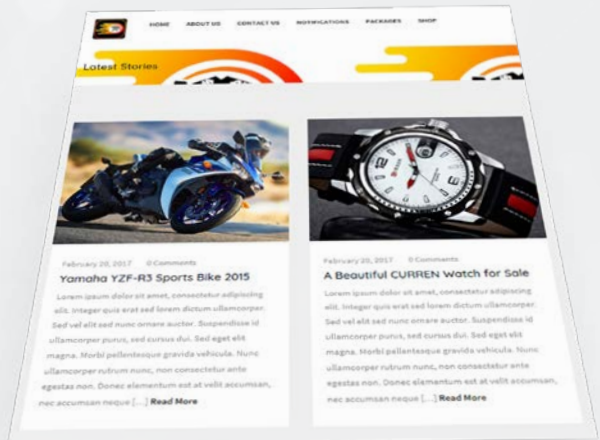 HOME ABOUT US CONTACT US NOTIFICATIONS PACKAGES SHOP
Latest Stories
February 20, 2017 0 Comments
Yamaha YZF-R3 Sports Bike 2015
Lorem ipsum dolor sit amet, consectetur adipiscing
elit. Integer quis erat sed lorem dictum ullamcorper.
Sed vel elit sed nunc ornare auctor. Suspendisse id
ullamcorper purus, sed cursus dui. Sed eget elit
magna. Morbi pellentesque gravida vehicula. Nunc
ullamcorper rutrum nunc, non consectetur ante
egestas non. Donec elementum est at velit accumsan,
nec accumsan neque [...] Read More
February 20, 2017 0 Comments
A Beautiful CURREN Watch for Sale
Lorem ipsum dolor sit amet, consectetur adipiscing
elit. Integer quis erat sed lorem dictum ullamcorper.
Sed vel elit sed nunc ornare auctor. Suspendisse id
ullamcorper purus, sed cursus dui. Sed eget elit
magna. Morbi pellentesque gravida vehicula. Nunc
ullamcorper rutrum nunc, non consectetur ante
egestas non. Donec elementum est at velit accumsan,
nec accumsan neque [...] Read More